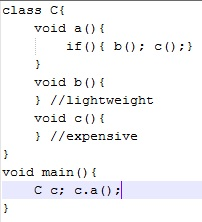 class C{
    void a(){
        if(){ b(); c();}
    }
    void b(){
    } //lightweight
    void c(){
    } //expensive
}
void main(){
    C c; c.a();
}